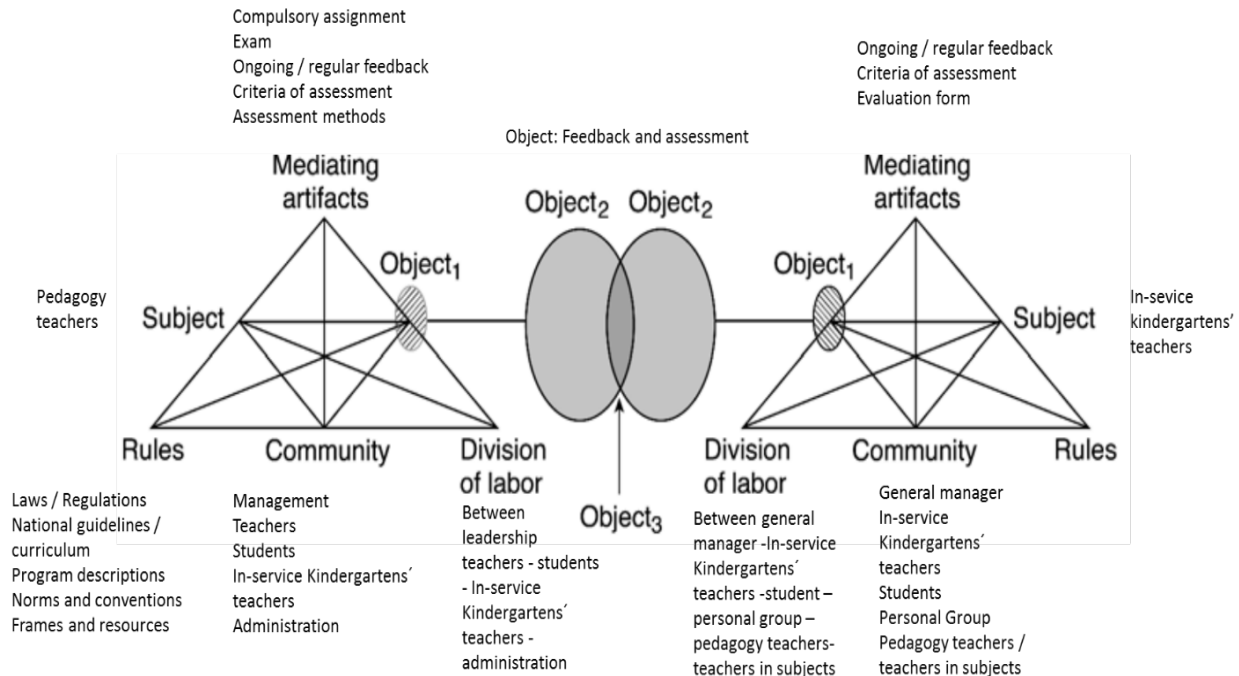 Compulsory assignment
Exam
Ongoing / regular feedback
Criteria of assessment
Assessment methods
Ongoing / regular feedback
Criteria of assessment
Evaluation form
Object: Feedback and assessment
Mediating
artifacts
Object₂
Object₂
Mediating
artifacts
Object₁
Object₁
Pedagogy
teachers
Subject
Subject
In-sevice
kindergartens’
teachers
Rules
Community
Division
of labor
Object₃
Division
of labor
Community
Rules
Laws / Regulations
National guidelines /
curriculum
Program descriptions
Norms and conventions
Frames and resources
Management
Teachers
Students
In-service Kindergartens´
teachers
Administration
Between
leadership
teachers - students
- In-service
Kindergartens´
teachers -
administration
Between general
manager -In-service
Kindergartens´
teachers -student –
personal group –
pedagogy teachers-
teachers in subjects
General manager
In-service
Kindergartens´
teachers
Students
Personal Group
Pedagogy teachers /
teachers in subjects